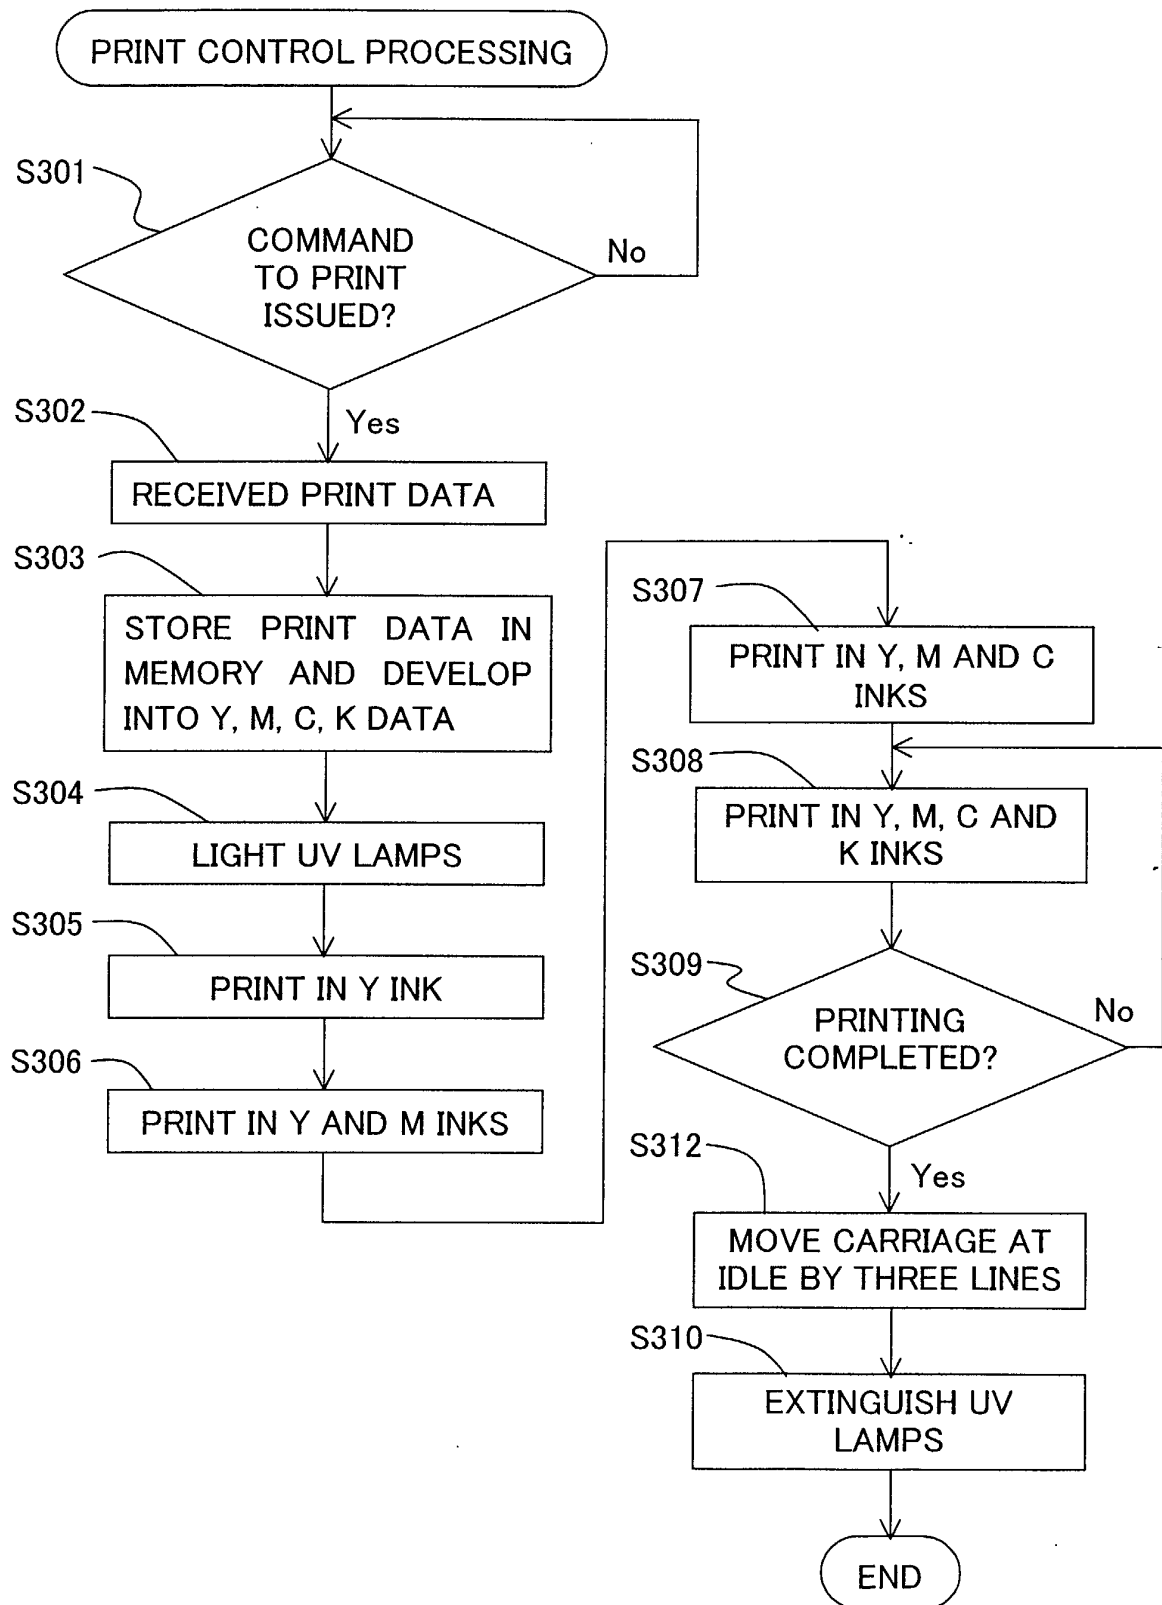 PRINT CONTROL PROCESSING
S301
COMMAND
TO PRINT
ISSUED?
No
S302
Yes
RECEIVED PRINT DATA
S303
STORE PRINT DATA IN
MEMORY AND DEVELOP
INTO Y, M, C, K DATA
S304
LIGHT UV LAMPS
S305
PRINT IN Y INK
S306
PRINT IN Y AND M INKS
S307
PRINT IN Y, M AND C
INKS
S308
PRINT IN Y, M, C AND
K INKS
S309
PRINTING
COMPLETED?
No
S312
Yes
MOVE CARRIAGE AT
IDLE BY THREE LINES
S310
EXTINGUISH UV
LAMPS
END